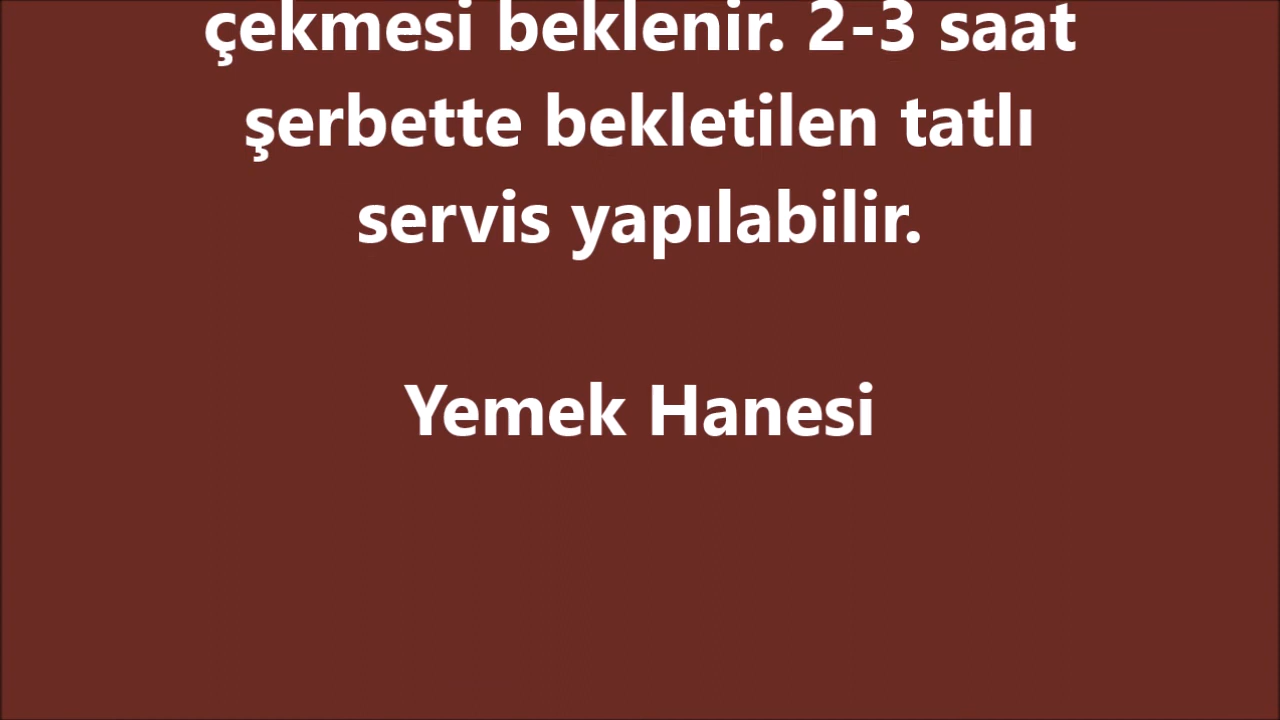 çekmesi beklenir. 2-3 saat
şerbette bekletilen tatlı
servis yapılabilir.
Yemek Hanesi